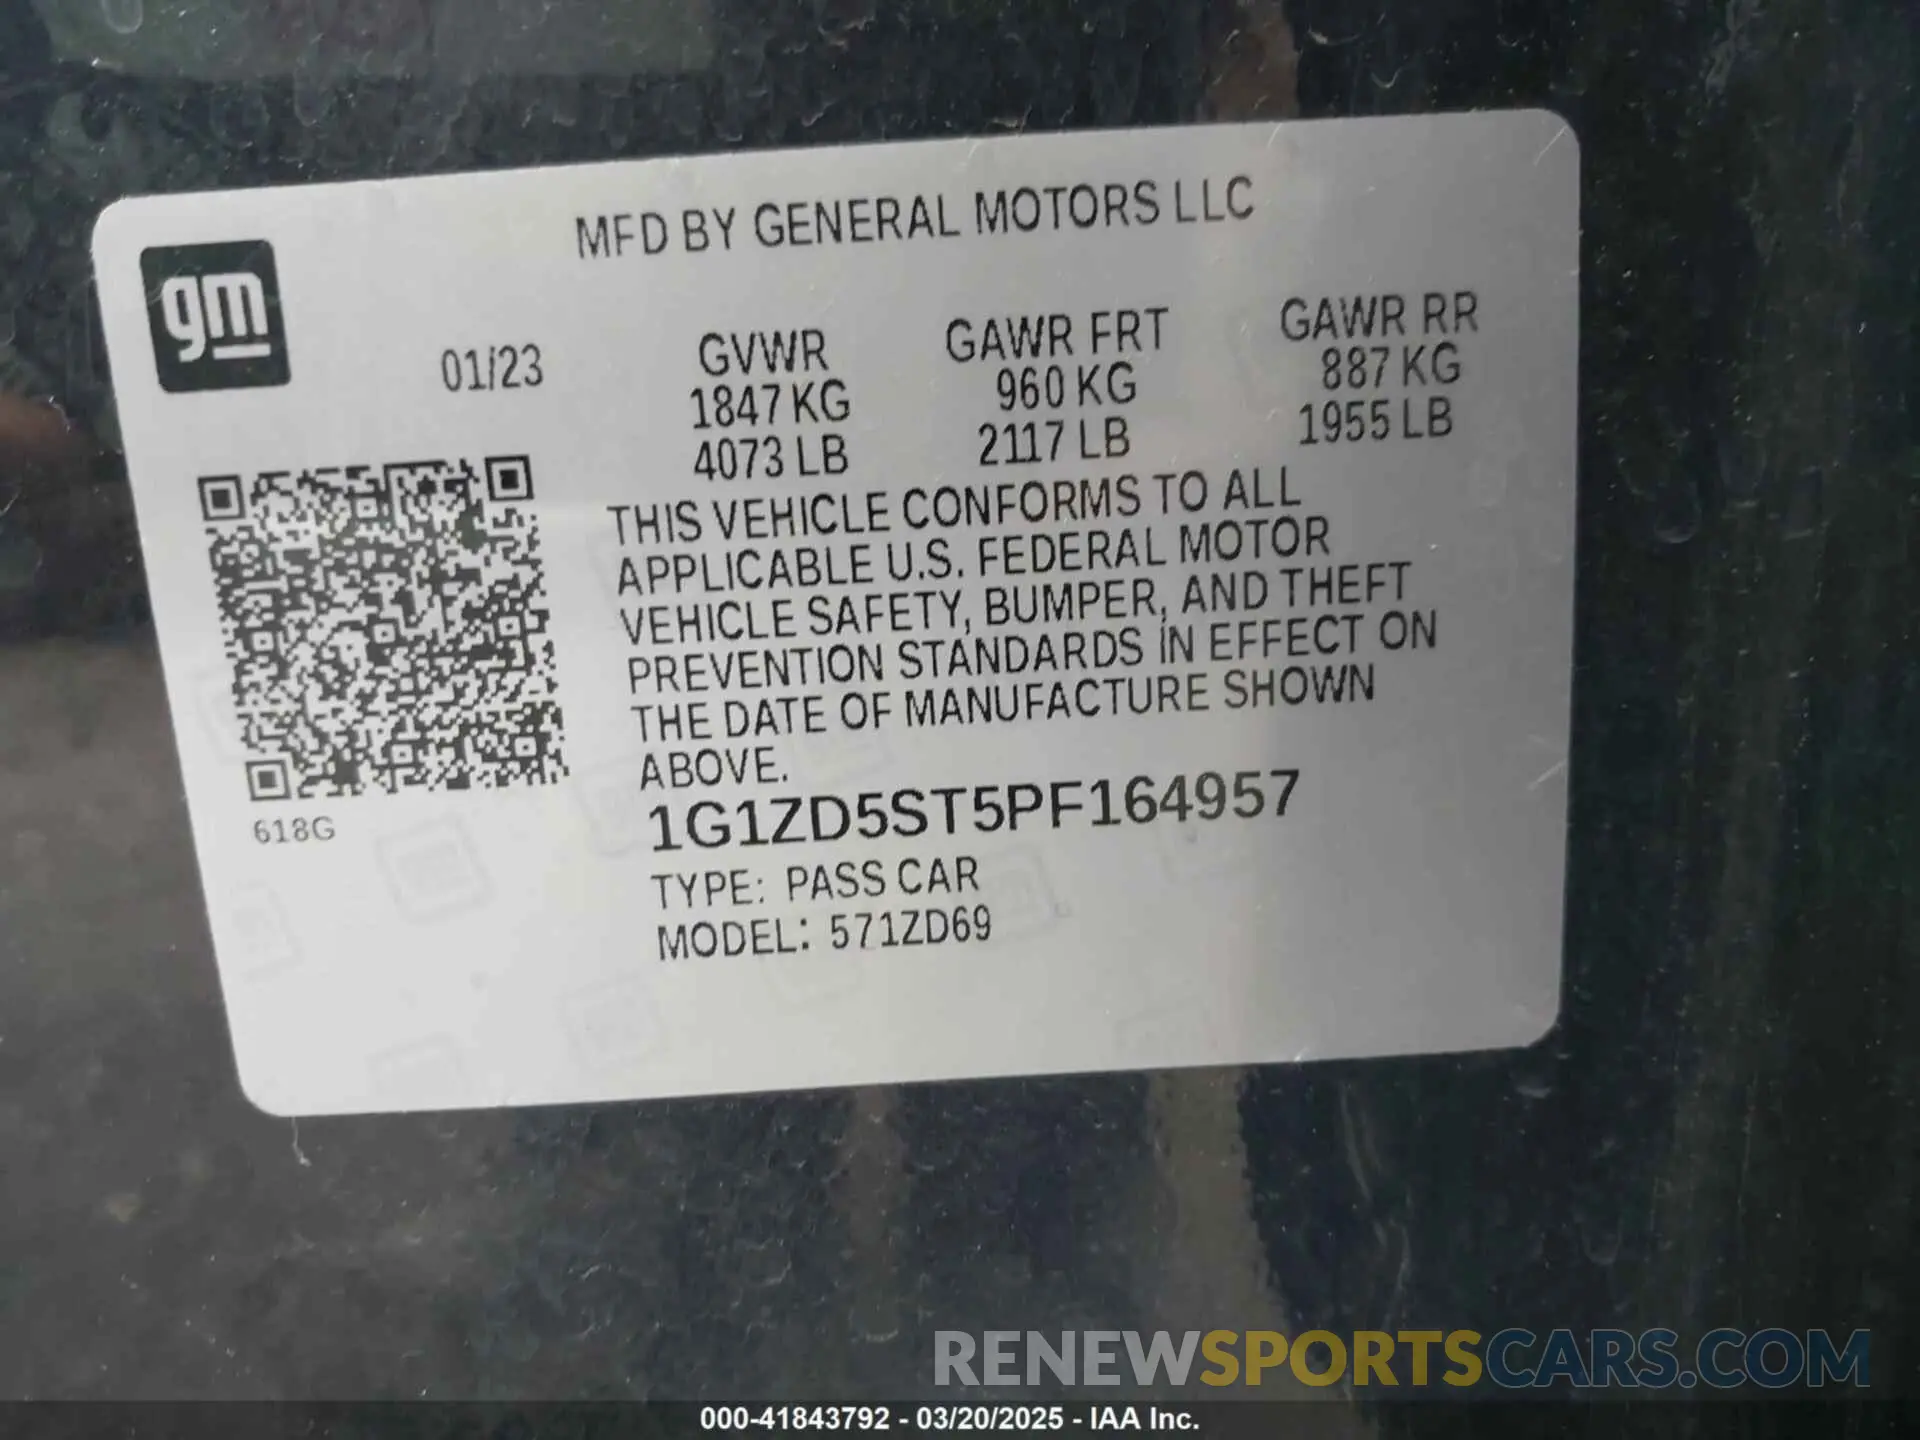 MFD BY GENERAL MOTORS LLC
gm
01/23
GVWR
1847 KG
4073 LB
GAWR FRT
960 KG
2117 LB
GAWR RR
887 KG
1955 LB
THIS VEHICLE CONFORMS TO ALL
APPLICABLE U.S. FEDERAL MOTOR
VEHICLE SAFETY, BUMPER, AND THEFT
PREVENTION STANDARDS IN EFFECT ON
THE DATE OF MANUFACTURE SHOWN
ABOVE.
618G
1G1ZD5ST5PF164957
TYPE: PASS CAR
MODEL: 571ZD69
RENEWSPORTSCARS.COM
000-41843792 - 03/20/2025 - IAA Inc.